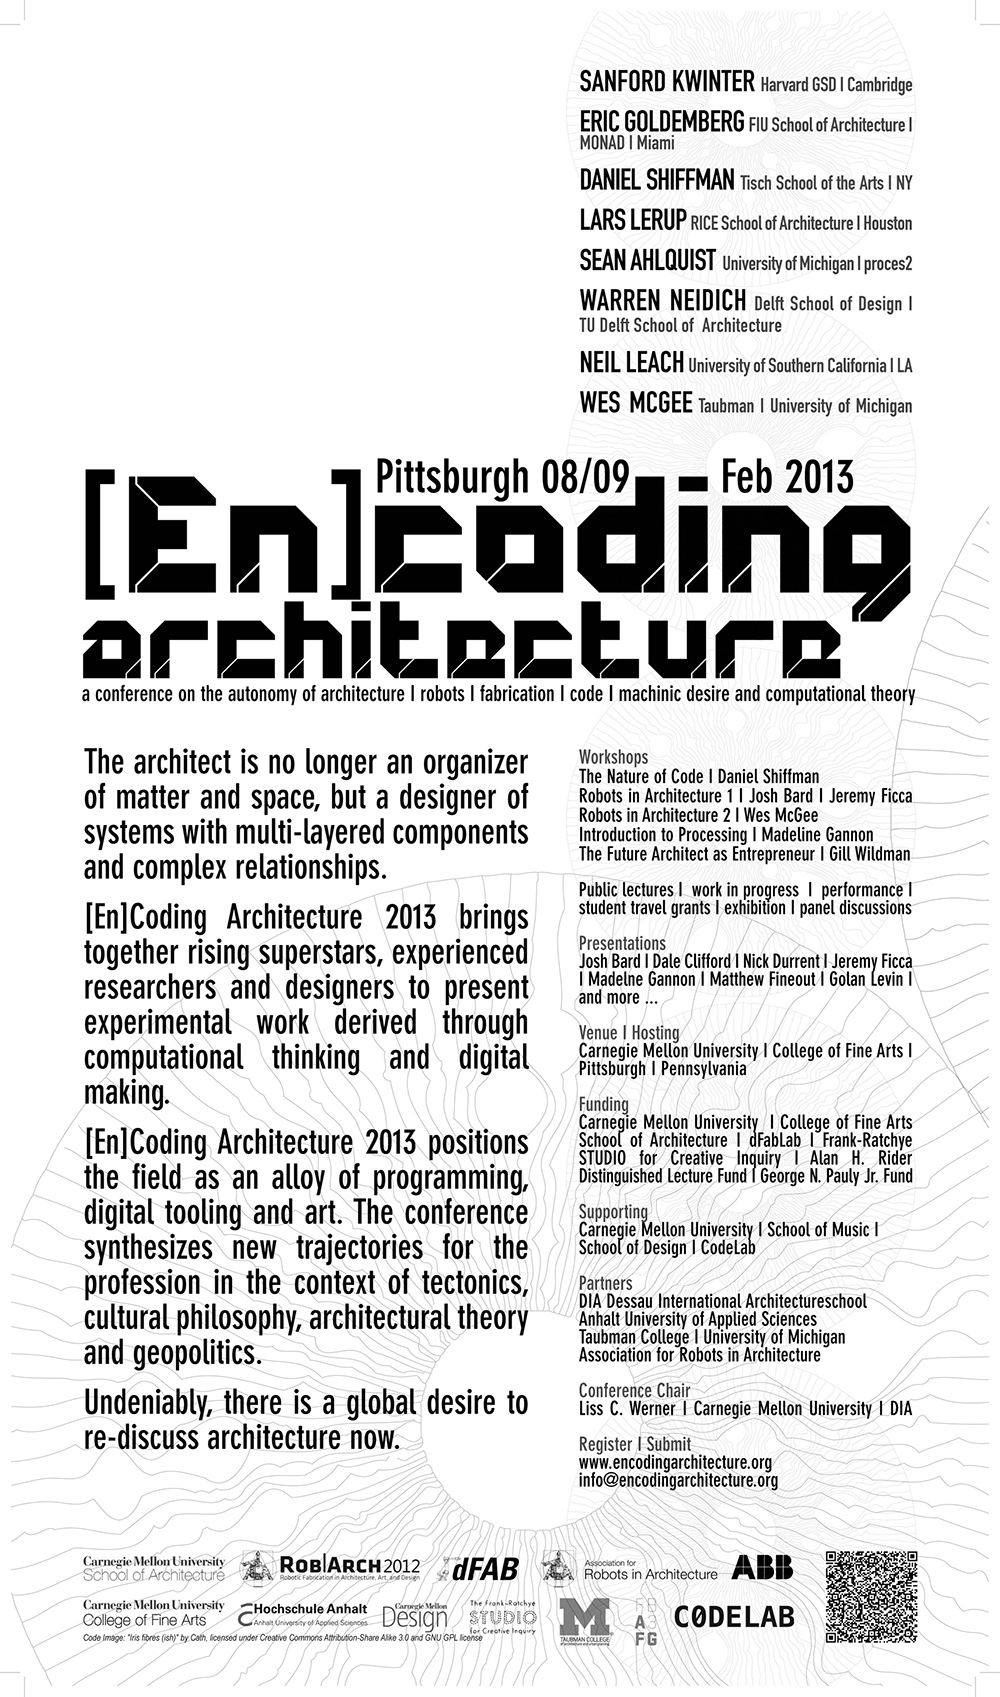 SANFORD KWINTER Harvard GSD I Cambridge
ERIC GOLDEMBERG FIU School of Architecture I
MONAD I Miami
DANIEL SHIFFMAN Tisch School of the Arts I NY
LARS LERUP RICE School of Architecture I Houston
SEAN AHLQUIST University of Michigan I proces2
WARREN NEIDICH Delft School of Design I
TU Delft School of Architecture
NEIL LEACH University of Southern California I LA
WES MCGEE Taubman I University of Michigan
Pittsburgh 08/09 Feb 2013
[En]coding
architecture
a conference on the autonomy of architecture I robots I fabrication I code I machinic desire and computational theory
The architect is no longer an organizer
of matter and space, but a designer of
systems with multi-layered components
and complex relationships.
[En]Coding Architecture 2013 brings
together rising superstars, experienced
researchers and designers to present
experimental work derived through
computational thinking and digital
making.
[En]Coding Architecture 2013 positions
the field as an alloy of programming,
digital tooling and art. The conference
synthesizes new trajectories for the
profession in the context of tectonics,
cultural philosophy, architectural theory
and geopolitics.
Undeniably, there is a global desire to
re-discuss architecture now.
Workshops
The Nature of Code I Daniel Shiffman
Robots in Architecture 1 I Josh Bard I Jeremy Ficca
Robots in Architecture 2 I Wes McGee
Introduction to Processing I Madeline Gannon
The Future Architect as Entrepreneur I Gill Wildman
Public lectures I work in progress I performance I
student travel grants I exhibition I panel discussions
Presentations
Josh Bard I Dale Clifford I Nick Durrent I Jeremy Ficca
I Madelne Gannon I Matthew Fineout I Golan Levin I
and more ...
Venue I Hosting
Carnegie Mellon University I College of Fine Arts I
Pittsburgh I Pennsylvania
Funding
Carnegie Mellon University I College of Fine Arts
School of Architecture I dFabLab I Frank-Ratchye
STUDIO for Creative Inquiry I Alan H. Rider
Distinguished Lecture Fund I George N. Pauly Jr. Fund
Supporting
Carnegie Mellon University I School of Music I
School of Design I CodeLab
Partners
DIA Dessau International Architectureschool
Anhalt University of Applied Sciences
Taubman College I University of Michigan
Association for Robots in Architecture
Conference Chair
Liss C. Werner I Carnegie Mellon University I DIA
Register I Submit
www.encodingarchitecture.org
info@encodingarchitecture.org
Carnegie Mellon University
School of Architecture
ROB|ARCH 2012
Robotic Fabrication in Architecture, Art, and Design
dFAB
Association for
Robots in Architecture
ABB
Carnegie Mellon University
College of Fine Arts
Hochschule Anhalt
Anhalt University of Applied Sciences
Carnegie Mellon
Design
The Frank-Ratchye
STUDIO
for Creative Inquiry
M
TAUBMAN COLLEGE
of architecture and urban planning
FG
CODELAB
Code Image: "Iris fibres (ish)" by Cath, licensed under Creative Commons Attribution-Share Alike 3.0 and GNU GPL license